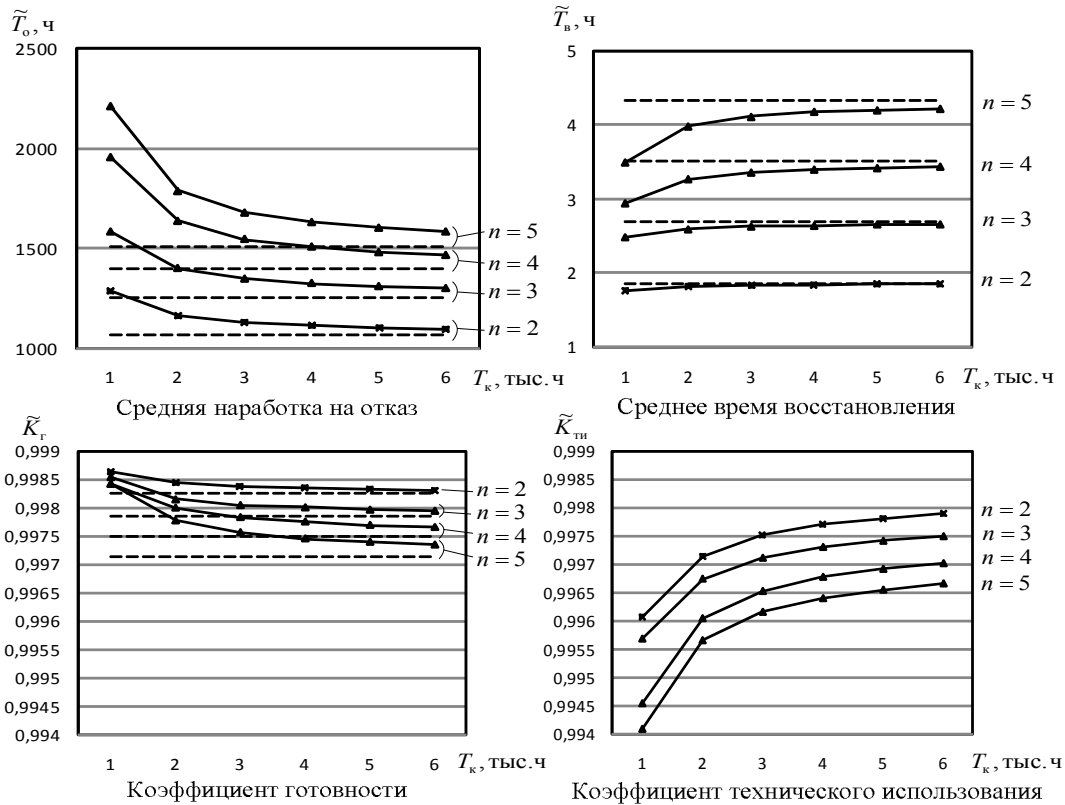 T̃о, ч
2500
2000
1500
1000
n = 5
n = 4
n = 3
n = 2
1 2 3 4 5 6 Tк, тыс. ч
Средняя наработка на отказ
T̃в, ч
5
4
3
2
1
n = 5
n = 4
n = 3
n = 2
1 2 3 4 5 6 Tк, тыс. ч
Среднее время восстановления
K̃г
0,999
0,9985
0,998
0,9975
0,997
0,9965
0,996
0,9955
0,995
0,9945
0,994
n = 2
n = 3
n = 4
n = 5
1 2 3 4 5 6 Tк, тыс. ч
Коэффициент готовности
K̃ти
0,999
0,9985
0,998
0,9975
0,997
0,9965
0,996
0,9955
0,995
0,9945
0,994
n = 2
n = 3
n = 4
n = 5
1 2 3 4 5 6 Tк, тыс. ч
Коэффициент технического использования